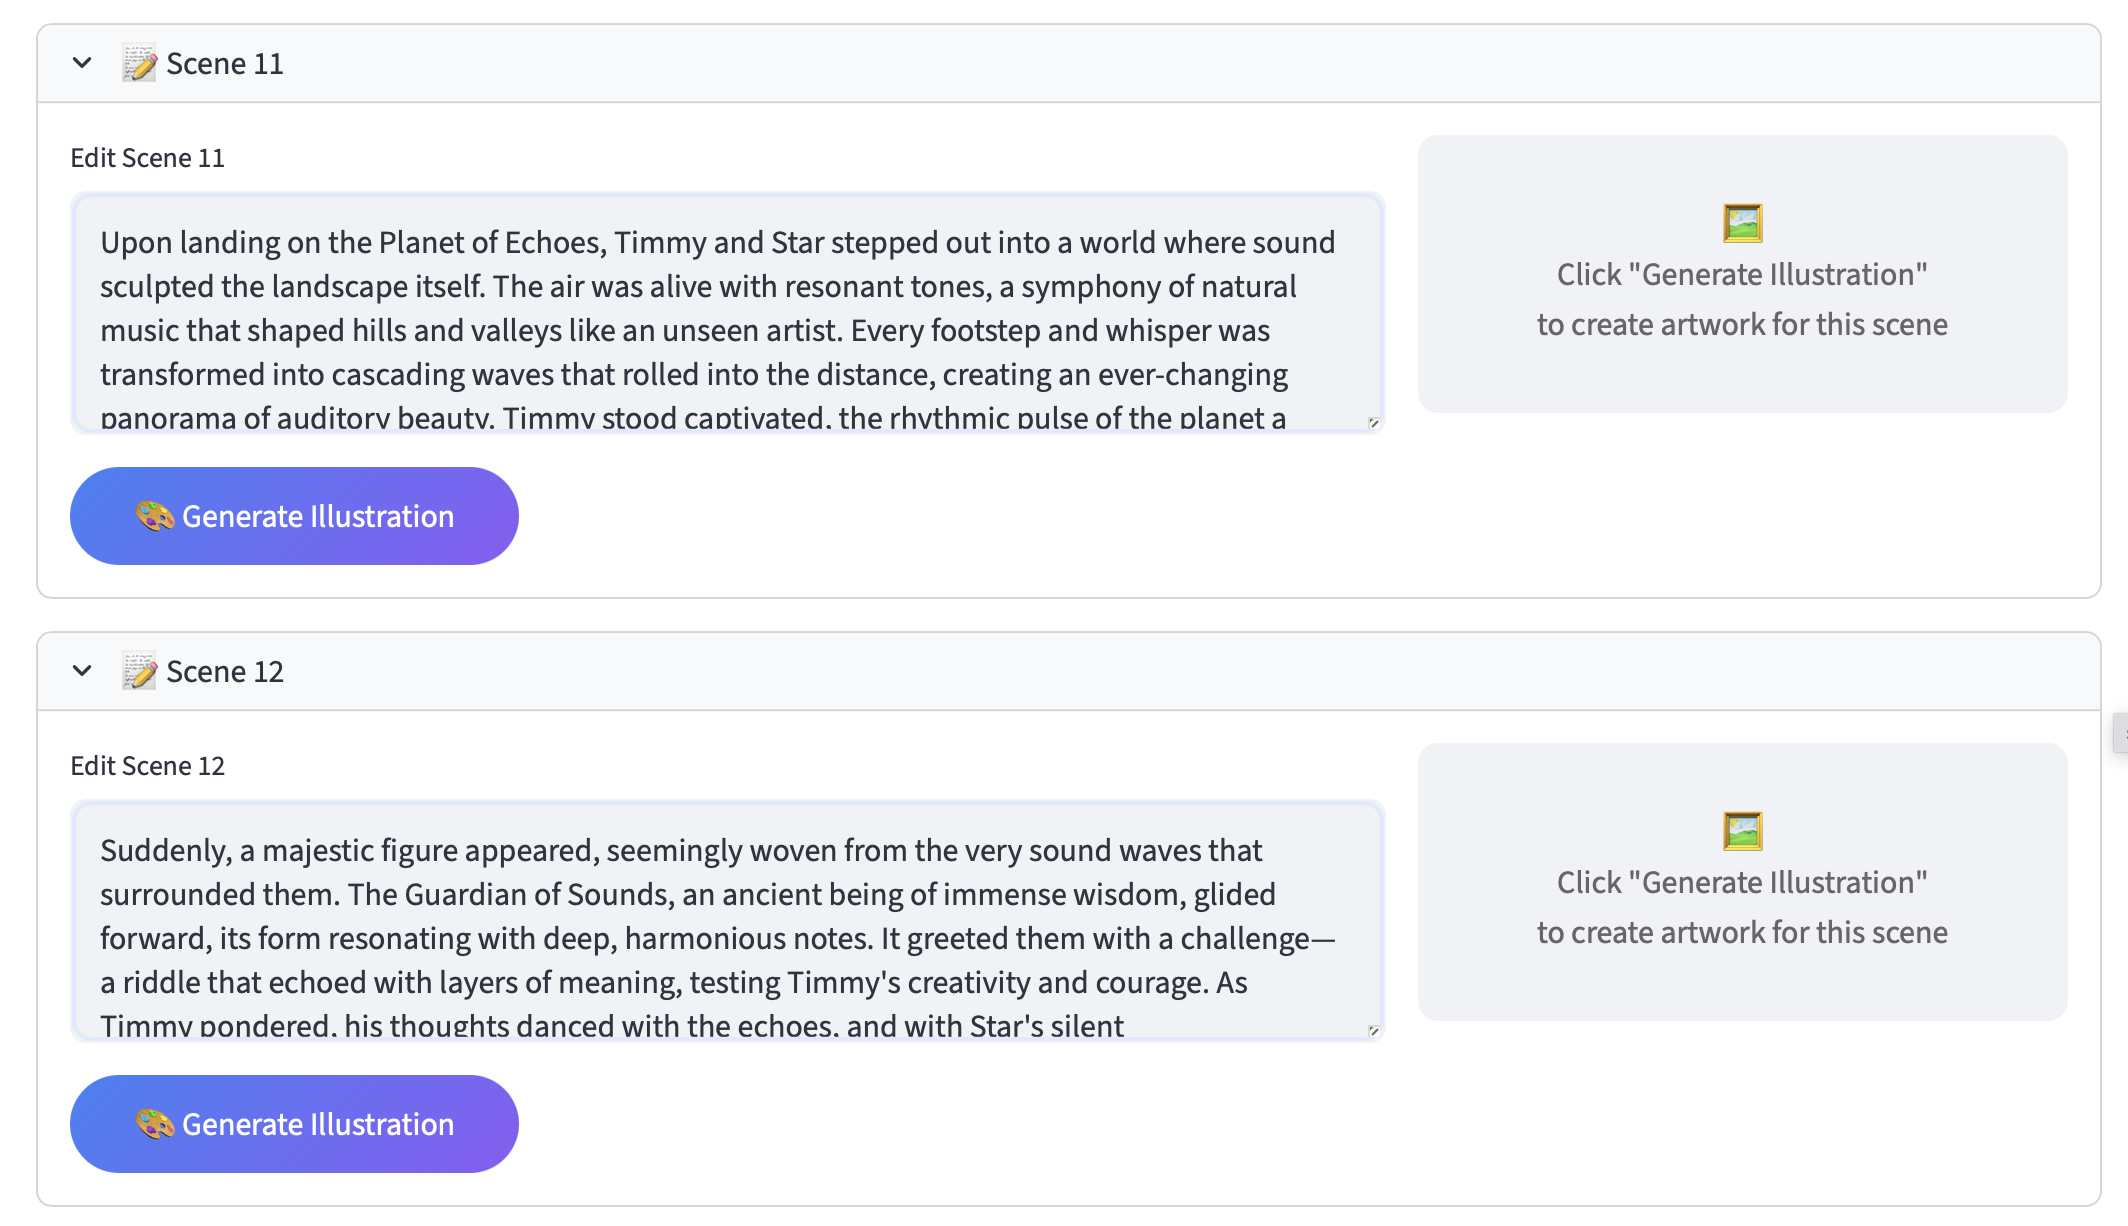 Scene 11
Edit Scene 11
Upon landing on the Planet of Echoes, Timmy and Star stepped out into a world where sound
sculpted the landscape itself. The air was alive with resonant tones, a symphony of natural
music that shaped hills and valleys like an unseen artist. Every footstep and whisper was
transformed into cascading waves that rolled into the distance, creating an ever-changing
panorama of auditory beauty. Timmy stood captivated, the rhythmic pulse of the planet a
Click "Generate Illustration"
to create artwork for this scene
Generate Illustration
Scene 12
Edit Scene 12
Suddenly, a majestic figure appeared, seemingly woven from the very sound waves that
surrounded them. The Guardian of Sounds, an ancient being of immense wisdom, glided
forward, its form resonating with deep, harmonious notes. It greeted them with a challenge—
a riddle that echoed with layers of meaning, testing Timmy's creativity and courage. As
Timmy pondered, his thoughts danced with the echoes, and with Star's silent
Click "Generate Illustration"
to create artwork for this scene
Generate Illustration